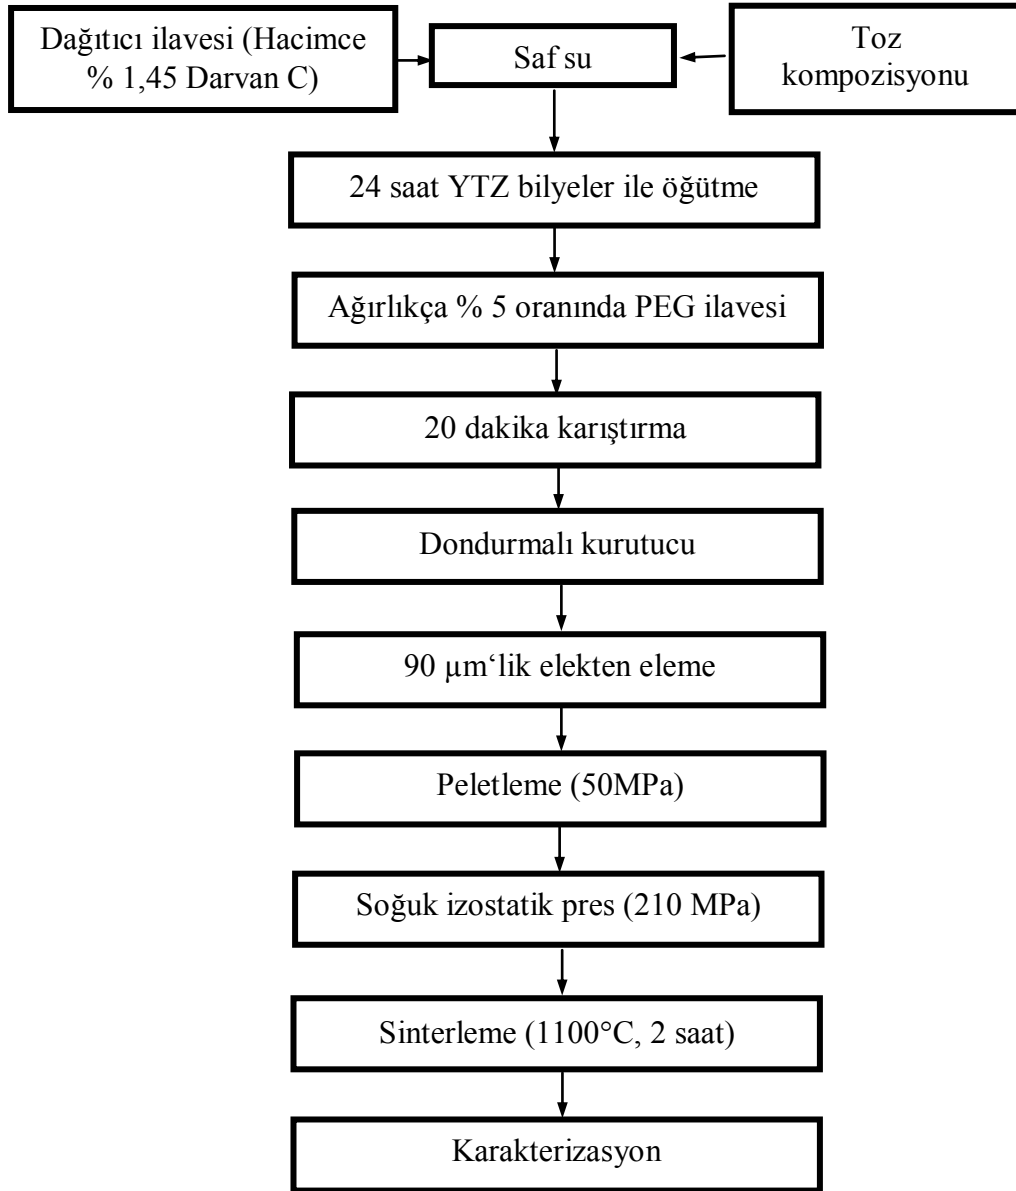 Dağıtıcı ilavesi (Hacimce
% 1,45 Darvan C)
Saf su
Toz
kompozisyonu
24 saat YTZ bilyeler ile öğütme
Ağırlıkça % 5 oranında PEG ilavesi
20 dakika karıştırma
Dondurmalı kurutucu
90 µm‘lik elekten eleme
Peletleme (50MPa)
Soğuk izostatik pres (210 MPa)
Sinterleme (1100°C, 2 saat)
Karakterizasyon